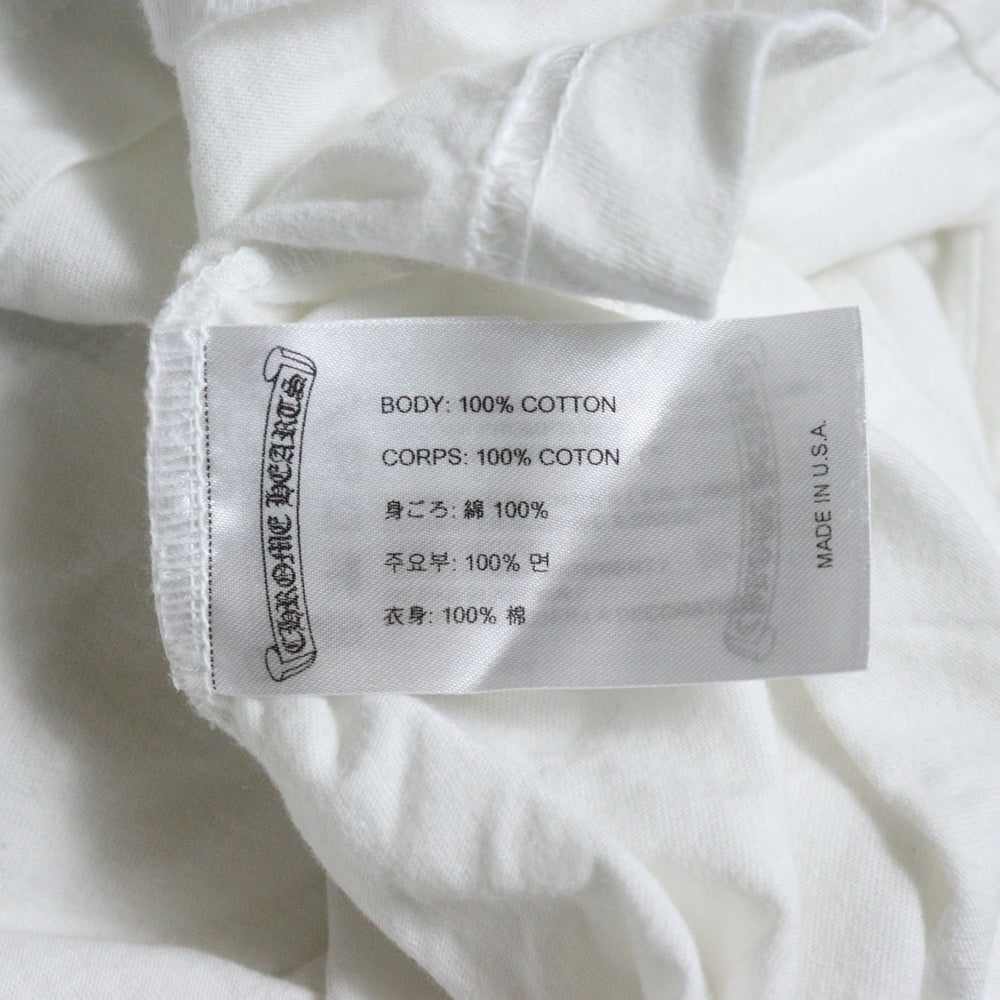 CHROME HEARTS
BODY: 100% COTTON
CORPS: 100% COTON
身ごろ: 綿 100%
주요부: 100% 면
衣身: 100% 棉
MADE IN U.S.A.